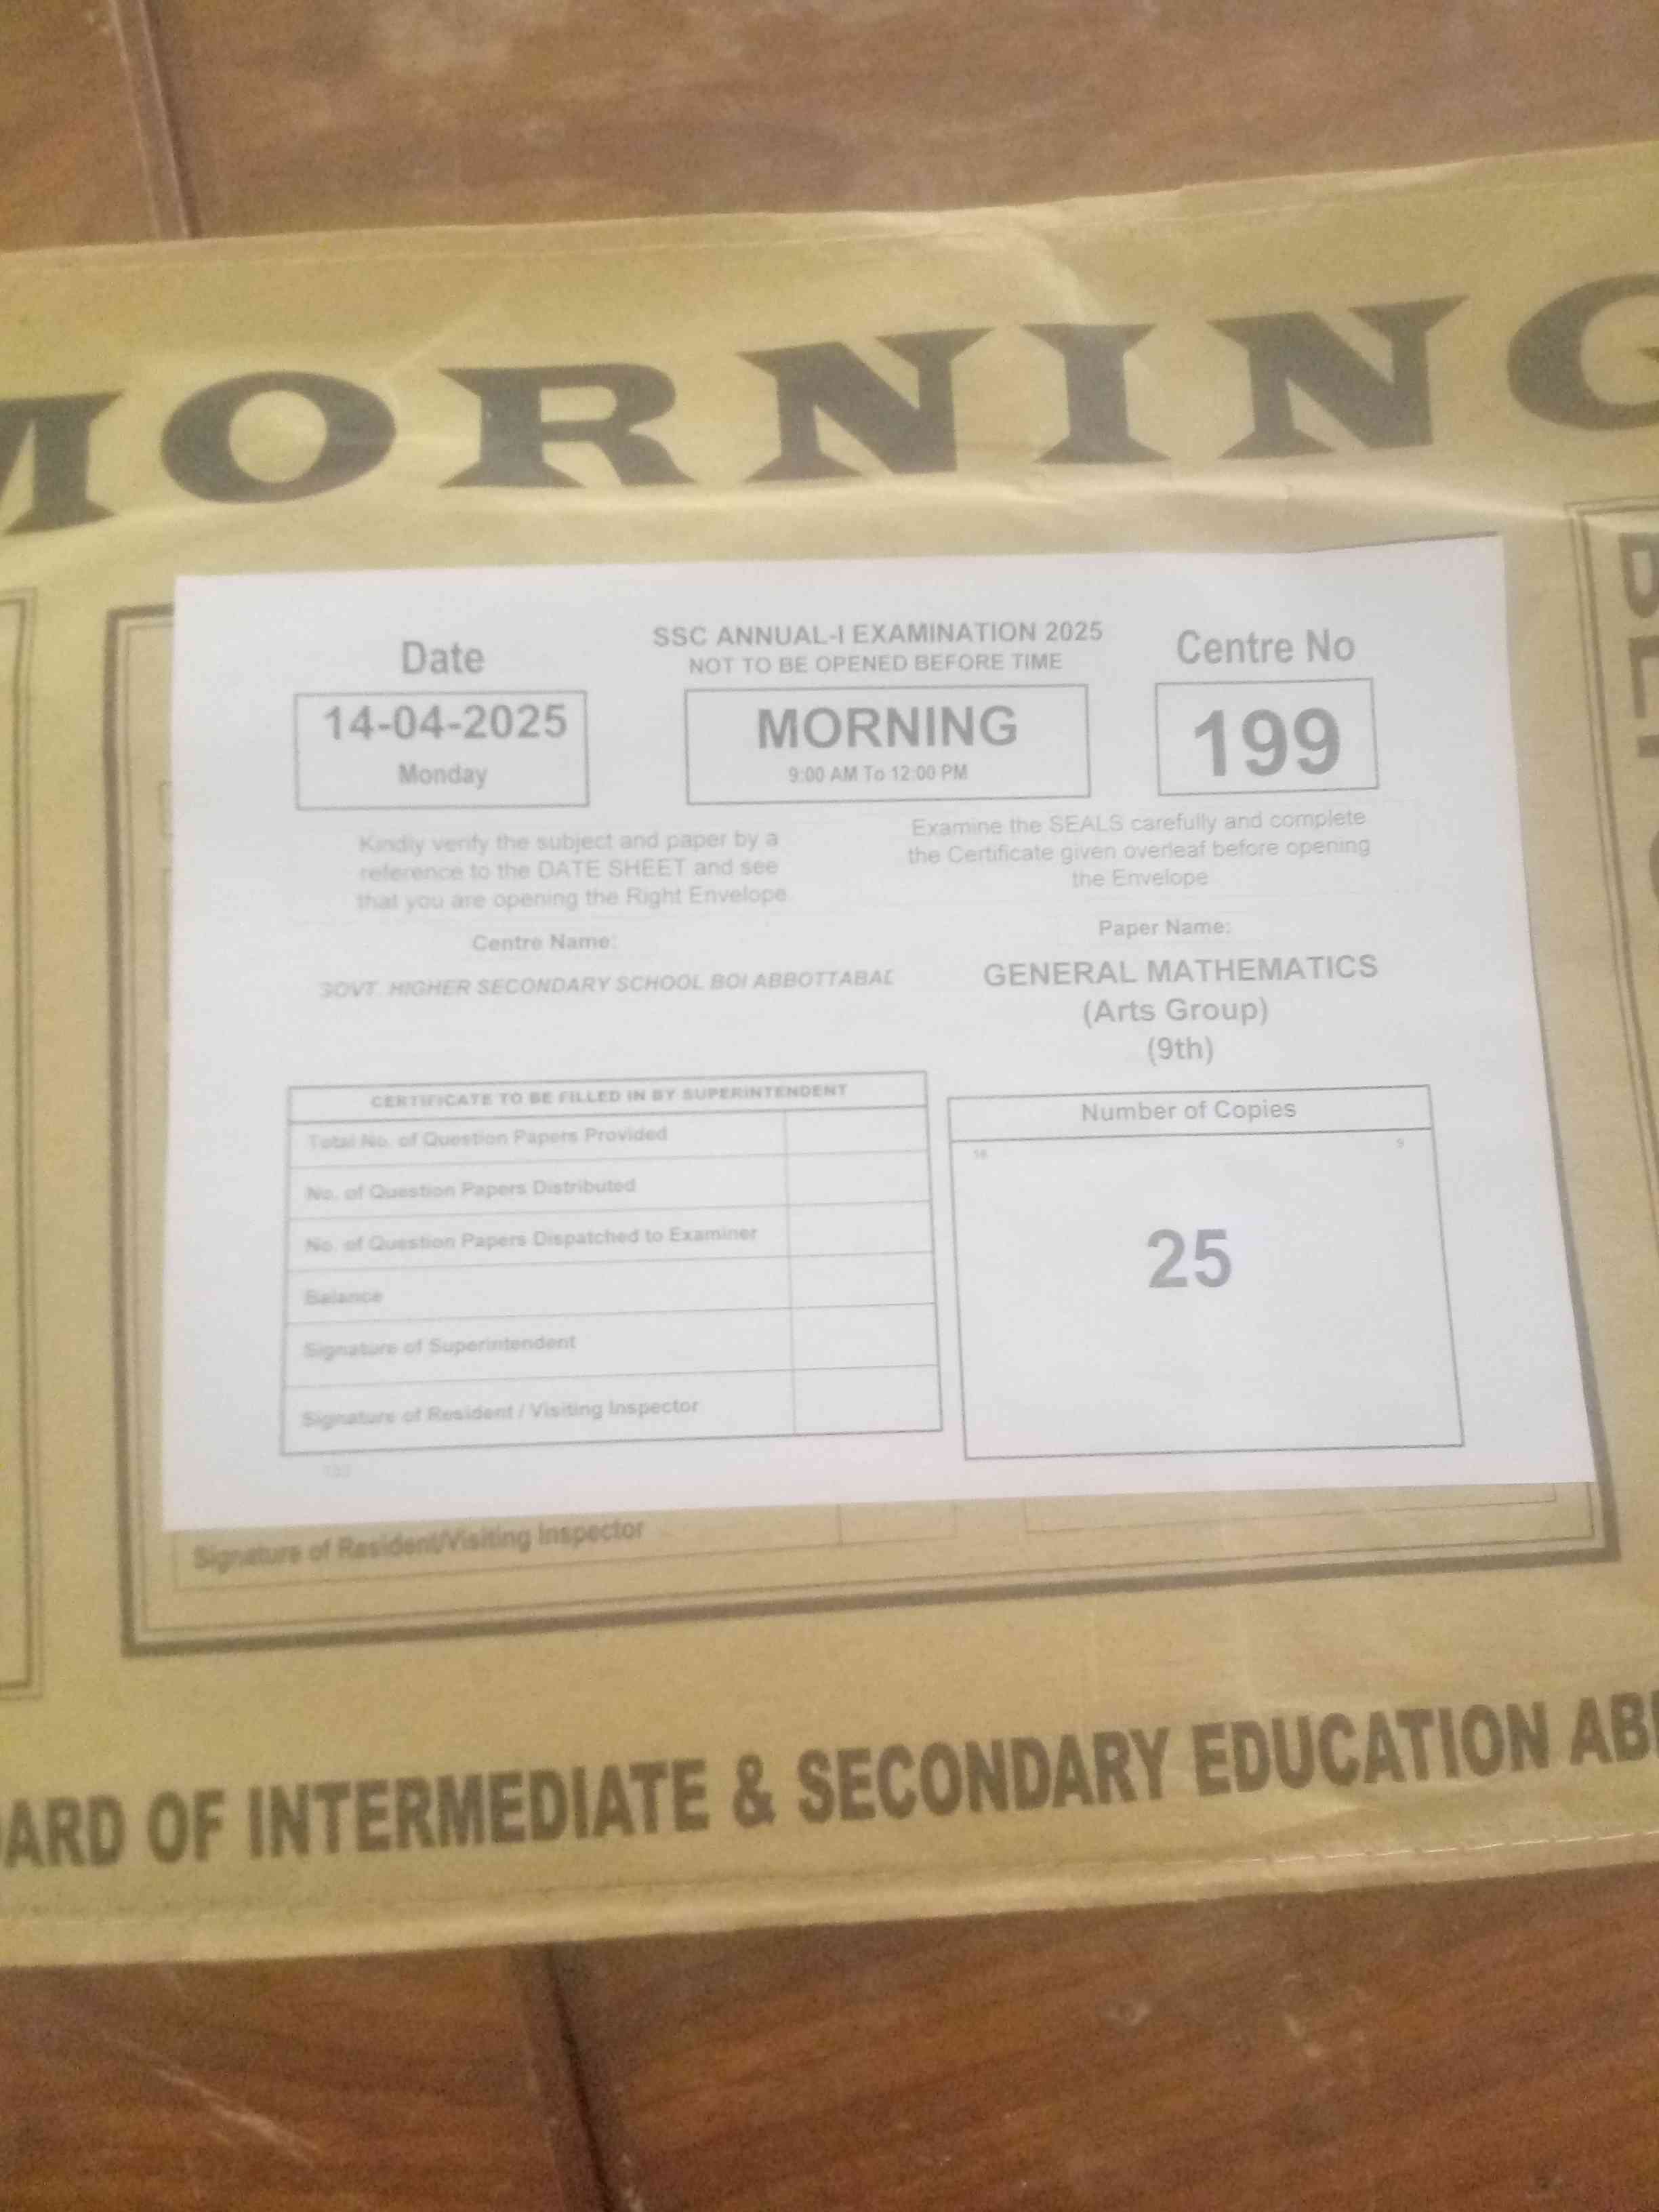 MORNING
Date
SSC ANNUAL-I EXAMINATION 2025
NOT TO BE OPENED BEFORE TIME
Centre No
14-04-2025
Monday
MORNING
9:00 AM To 12:00 PM
199
Kindly verify the subject and paper by a
reference to the DATE SHEET and see
that you are opening the Right Envelope
Examine the SEALS carefully and complete
the Certificate given overleaf before opening
the Envelope
Centre Name:
GOVT. HIGHER SECONDARY SCHOOL BOI ABBOTTABAD
Paper Name:
GENERAL MATHEMATICS
(Arts Group)
(9th)
CERTIFICATE TO BE FILLED IN BY SUPERINTENDENT
Total No. of Question Papers Provided
No. of Question Papers Distributed
No. of Question Papers Dispatched to Examiner
Balance
Signature of Superintendent
Signature of Resident / Visiting Inspector
Number of Copies
9
25
Signature of Resident/Visiting Inspector
ARD OF INTERMEDIATE & SECONDARY EDUCATION AB